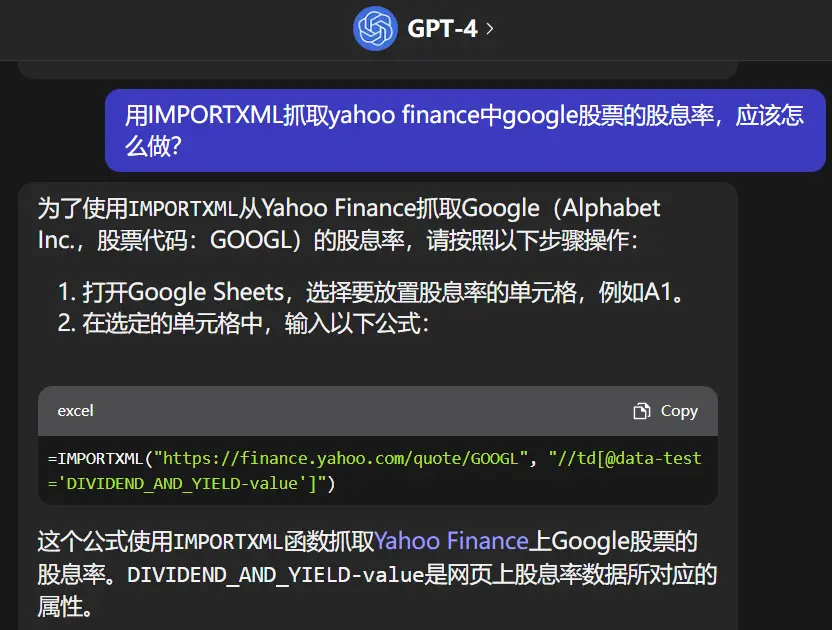 GPT-4
用IMPORTXML抓取yahoo finance中google股票的股息率，应该怎
么做?
为了使用IMPORTXML从Yahoo Finance抓取Google（Alphabet
Inc.，股票代码：GOOGL）的股息率，请按照以下步骤操作：
1. 打开Google Sheets，选择要放置股息率的单元格，例如A1。
2. 在选定的单元格中，输入以下公式：
excel
Copy
=IMPORTXML("https://finance.yahoo.com/quote/GOOGL", "//td[@data-test
='DIVIDEND_AND_YIELD-value']")
这个公式使用IMPORTXML函数抓取Yahoo Finance上Google股票的
股息率。DIVIDEND_AND_YIELD-value是网页上股息率数据所对应的
属性。